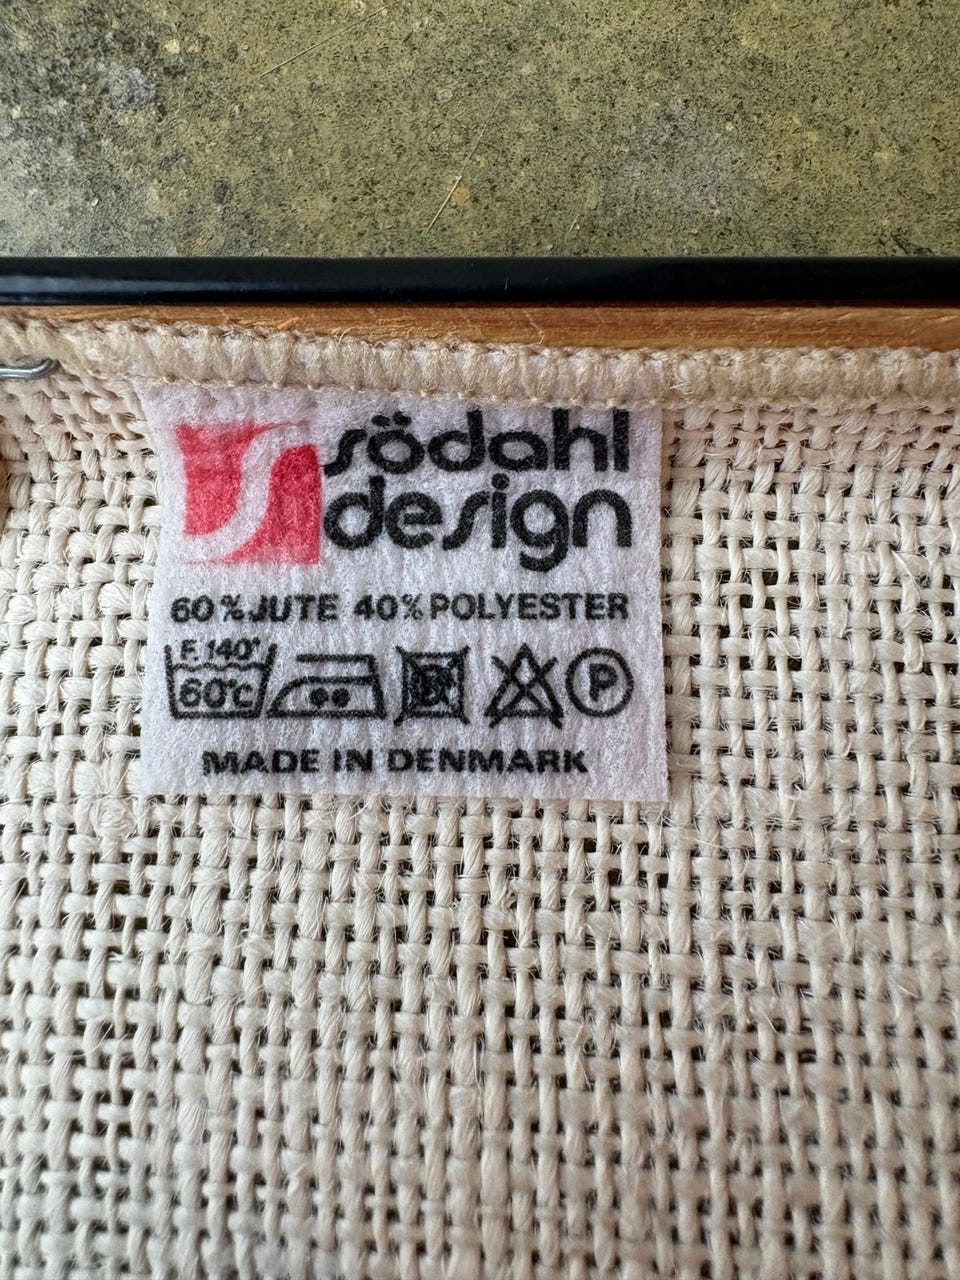 södahl
design
60% JUTE 40% POLYESTER
F. 140°
60°C
P
MADE IN DENMARK